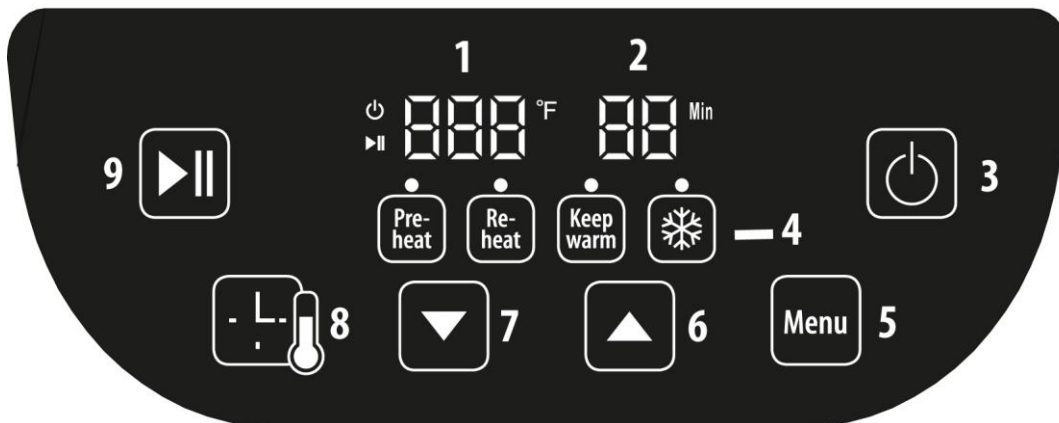 1 2
888 °F 88 Min
9 3
Pre-
heat
Re-
heat
Keep
warm
4
8 7 6 Menu 5